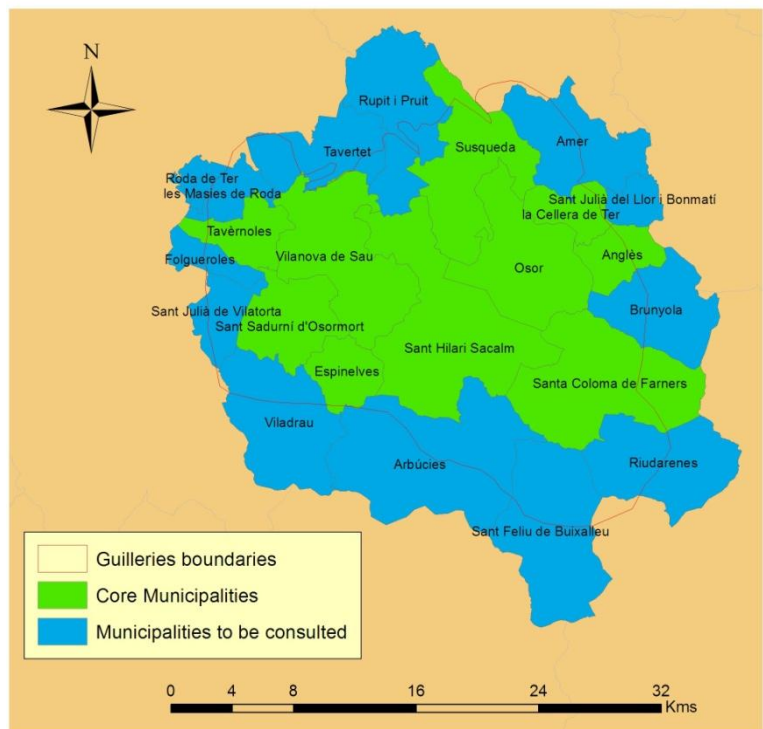 N
Rupit i Pruit
Amer
Tavertet
Susqueda
Roda de Ter
les Masies de Roda
Sant Julià del Llor i Bonmatí
la Cellera de Ter
Tavèrnoles
Vilanova de Sau
Anglès
Folgueroles
Osor
Brunyola
Sant Julià de Vilatorta
Sant Sadurní d'Osormort
Sant Hilari Sacalm
Espinelves
Santa Coloma de Farners
Viladrau
Arbúcies
Riudarenes
Sant Feliu de Buixalleu
Guilleries boundaries
Core Municipalities
Municipalities to be consulted
0 4 8 16 24 32
Kms